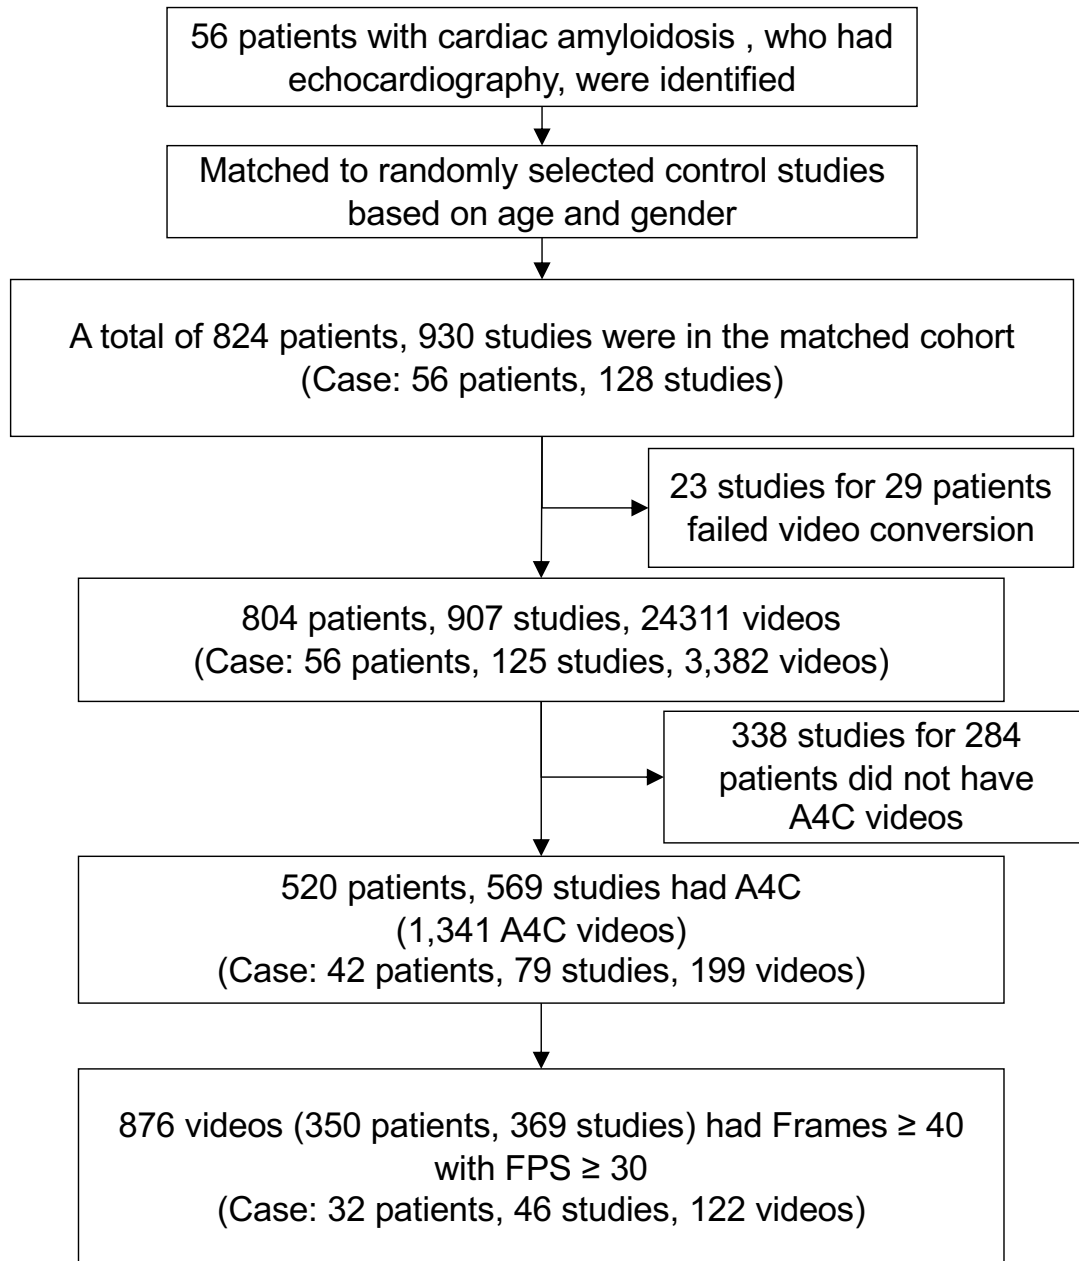 56 patients with cardiac amyloidosis , who had
echocardiography, were identified
Matched to randomly selected control studies
based on age and gender
A total of 824 patients, 930 studies were in the matched cohort
(Case: 56 patients, 128 studies)
23 studies for 29 patients
failed video conversion
804 patients, 907 studies, 24311 videos
(Case: 56 patients, 125 studies, 3,382 videos)
338 studies for 284
patients did not have
A4C videos
520 patients, 569 studies had A4C
(1,341 A4C videos)
(Case: 42 patients, 79 studies, 199 videos)
876 videos (350 patients, 369 studies) had Frames ≥ 40
with FPS ≥ 30
(Case: 32 patients, 46 studies, 122 videos)